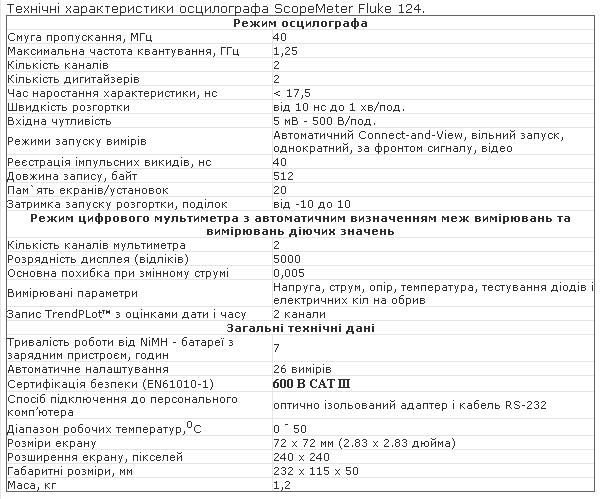 Технічні характеристики осцилографа ScopeMeter Fluke 124.
Режим осцилографа
Смуга пропускання, МГц 40
Максимальна частота квантування, ГГц 1,25
Кількість каналів 2
Кількість дигитайзерів 2
Час наростання характеристики, нс < 17,5
Швидкість розгортки від 10 нс до 1 хв/под.
Вхідна чутливість 5 мВ - 500 В/под.
Режими запуску вимірів Автоматичний Connect-and-View, вільний запуск,
однократний, за фронтом сигналу, відео
Реєстрація імпульсних викидів, нс 40
Довжина запису, байт 512
Пам`ять екранів/установок 20
Затримка запуску розгортки, поділок від -10 до 10
Режим цифрового мультиметра з автоматичним визначенням меж вимірювань та
вимірювань діючих значень
Кількість каналів мультиметра 2
Розрядність дисплея (відліків) 5000
Основна похибка при змінному струмі 0,005
Вимірювані параметри Напруга, струм, опір, температура, тестування діодів і
електричних кіл на обрив
Запис TrendPLot™ з оцінками дати і часу 2 канали
Загальні технічні дані
Тривалість роботи від NiMH - батареї з
зарядним пристроєм, годин 7
Автоматичне налаштування 26 вимірів
Сертифікація безпеки (EN61010-1) 600 В CAT III
Спосіб підключення до персонального
комп’ютера оптично ізольований адаптер і кабель RS-232
Діапазон робочих температур,⁰С 0 ¯ 50
Розміри екрану 72 x 72 мм (2.83 x 2.83 дюйма)
Розширення екрану, пікселей 240 x 240
Габаритні розміри, мм 232 x 115 x 50
Маса, кг 1,2